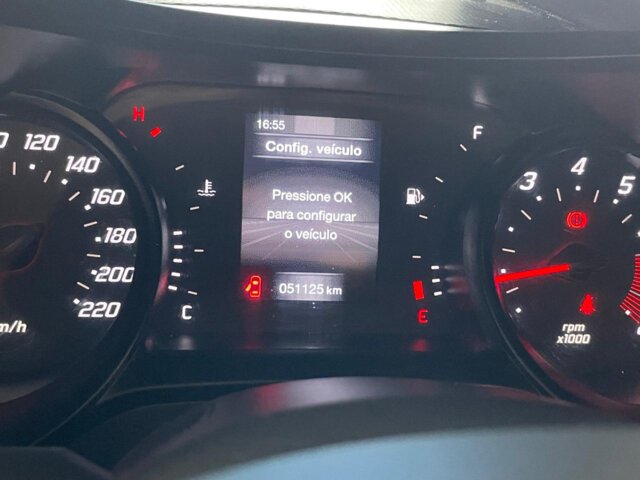 120
140
160
180
200
220
m/h
H
C
16:55
Config. veículo
Pressione OK
para configurar
o veículo
051125 km
F
E
3
4
5
rpm
x1000